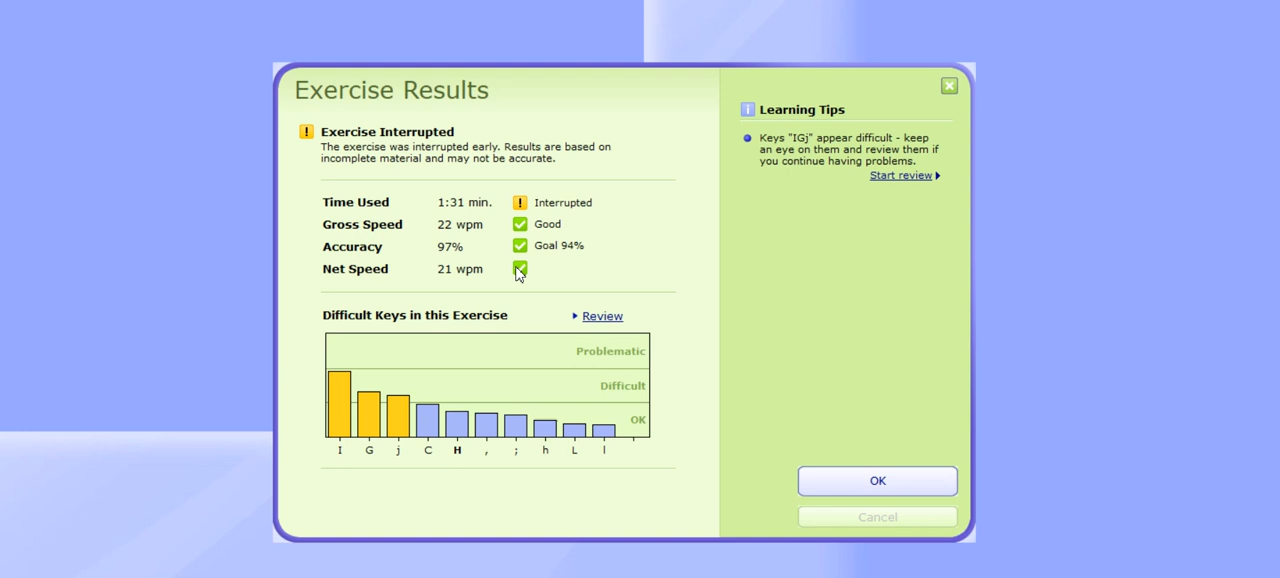 Exercise Results
! Exercise Interrupted
The exercise was interrupted early. Results are based on
incomplete material and may not be accurate.
Time Used 1:31 min. ! Interrupted
Gross Speed 22 wpm Good
Accuracy 97% Goal 94%
Net Speed 21 wpm
Difficult Keys in this Exercise Review
Problematic
Difficult
OK
I G j C H , ; h L l
i Learning Tips
Keys "IGj" appear difficult - keep
an eye on them and review them if
you continue having problems.
Start review
OK
Cancel